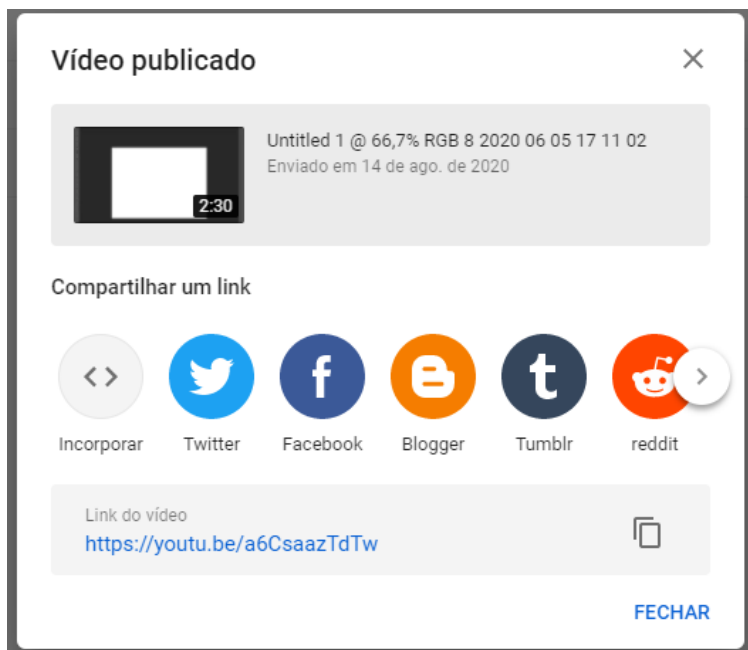 Vídeo publicado
2:30
Untitled 1 @ 66,7% RGB 8 2020 06 05 17 11 02
Enviado em 14 de ago. de 2020
Compartilhar um link
Incorporar
Twitter
Facebook
Blogger
Tumblr
reddit
Link do vídeo
https://youtu.be/a6CsaazTdTw
FECHAR